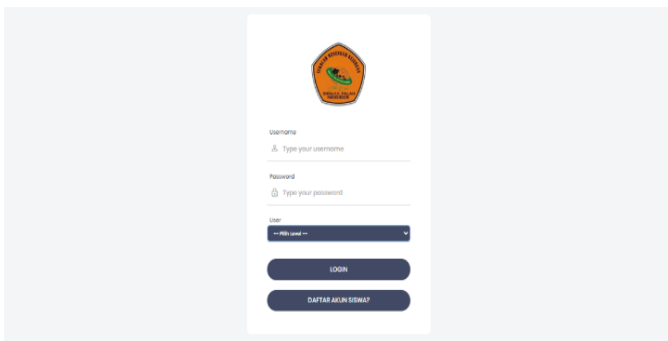 Username
Type your username
Password
Type your password
User
-- Pilih Level --
LOGIN
DAFTAR AKUN SISWA?